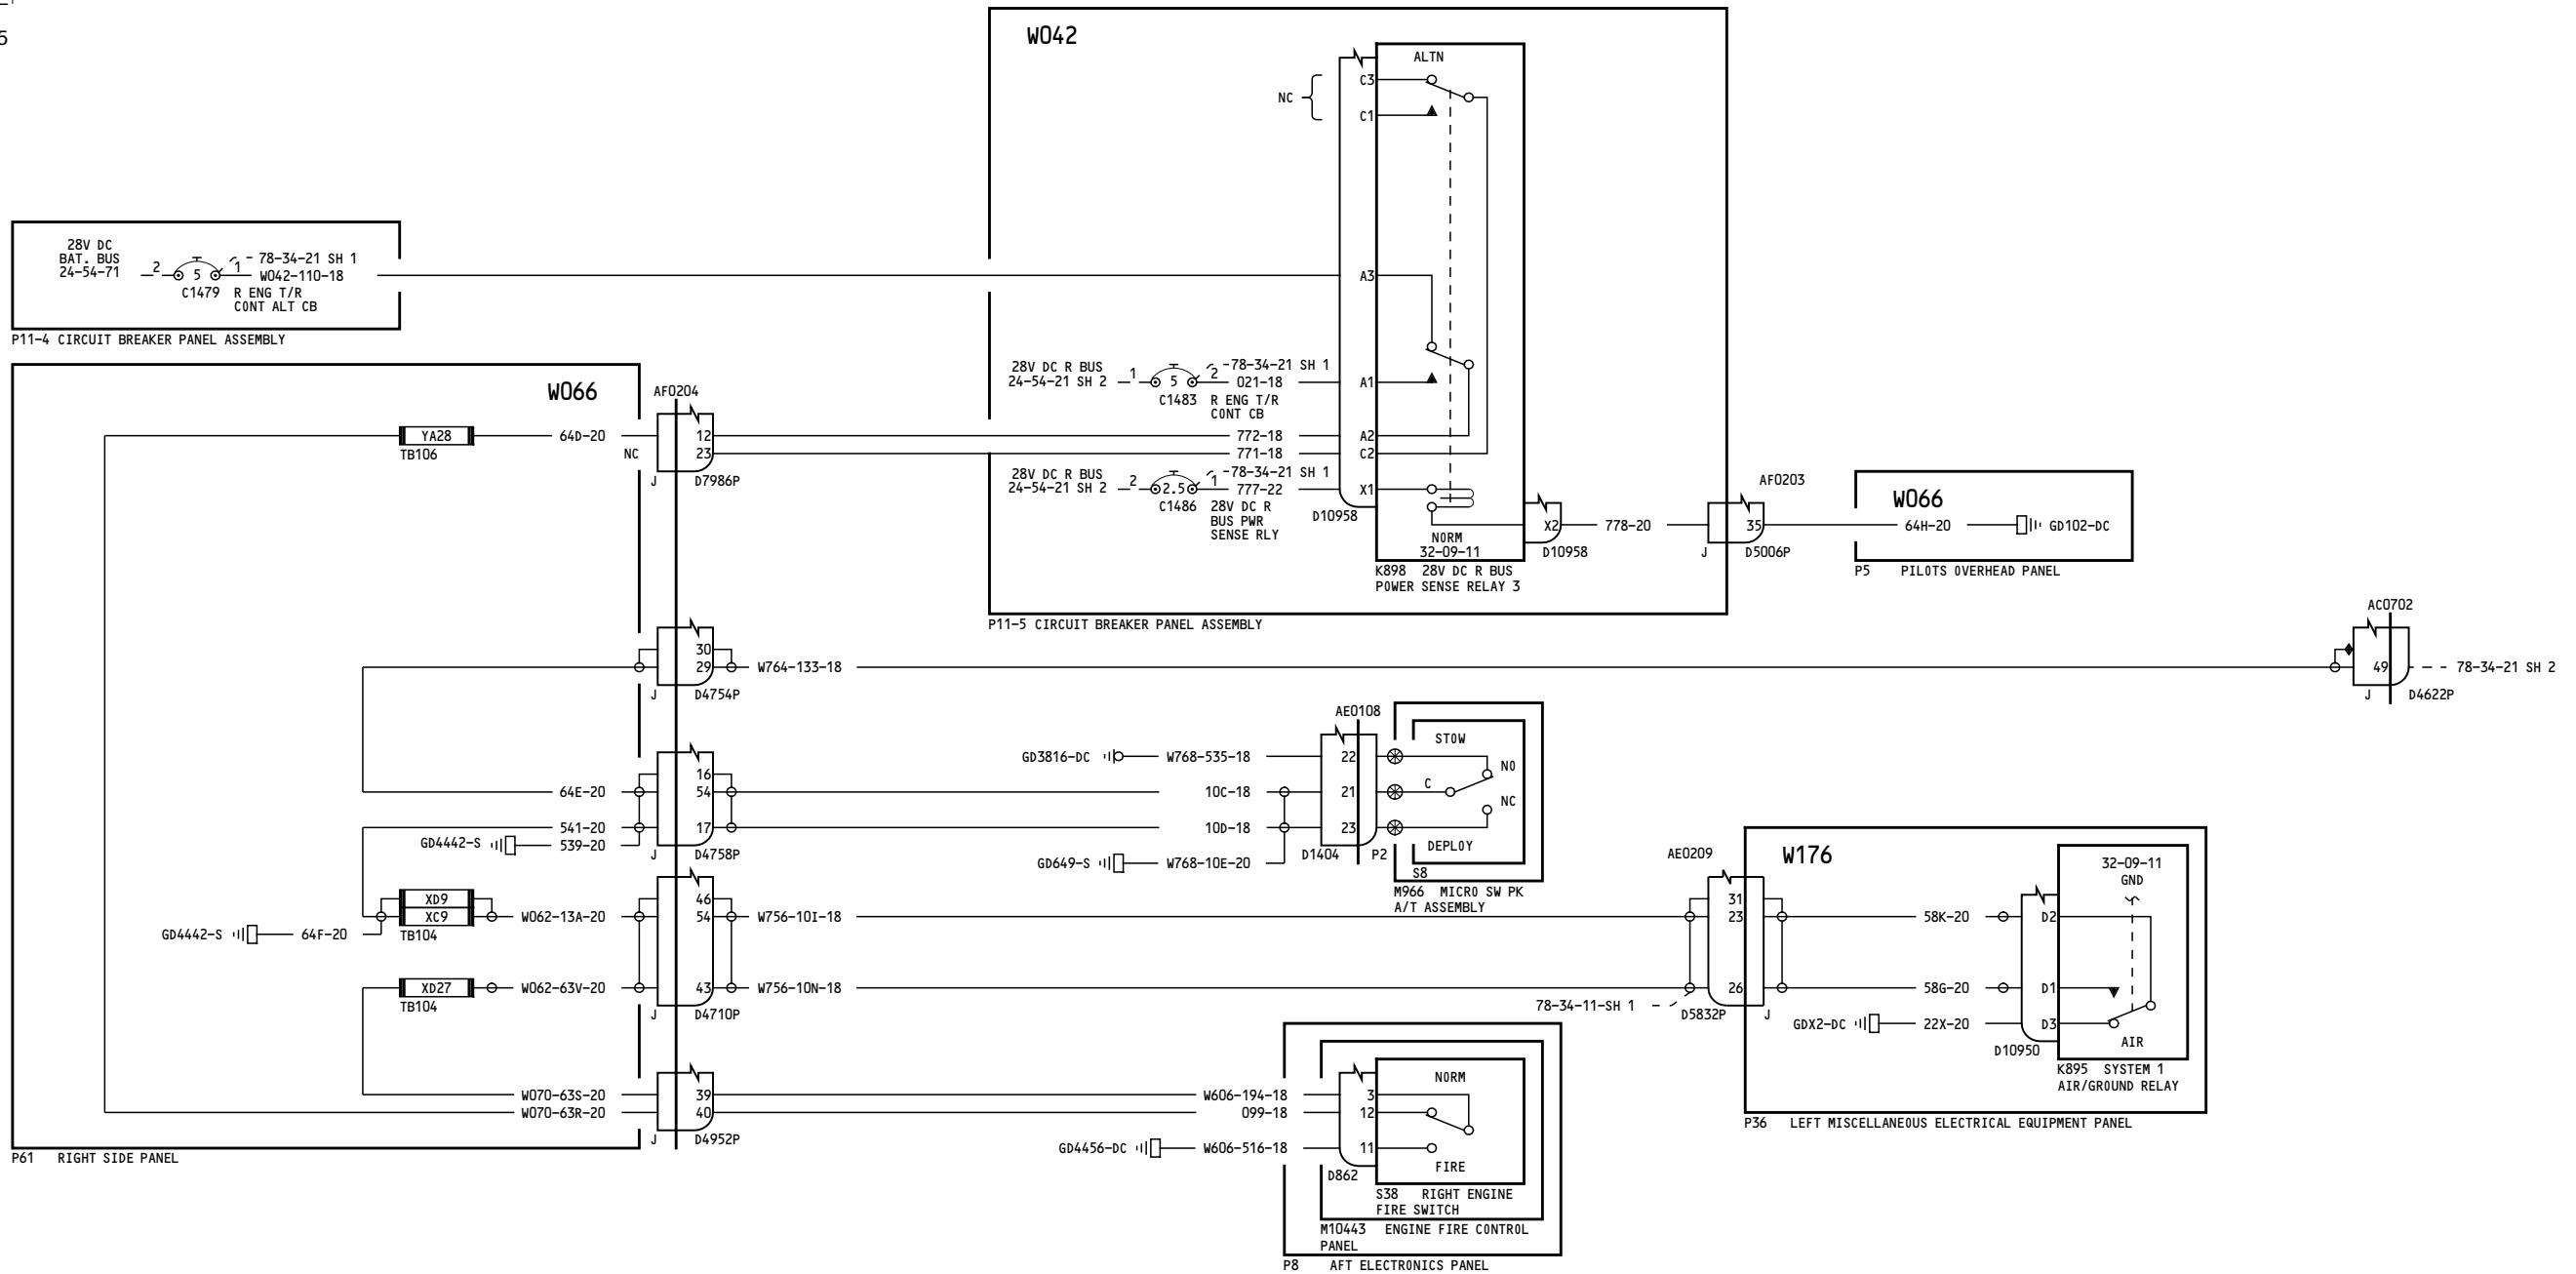 5
W042
ALTN
C3
NC
C1
28V DC
BAT. BUS
24-54-71
2
5
1
78-34-21 SH 1
W042-110-18
C1479
R ENG T/R
CONT ALT CB
A3
P11-4 CIRCUIT BREAKER PANEL ASSEMBLY
28V DC R BUS
24-54-21 SH 2
1
5
2
78-34-21 SH 1
021-18
A1
C1483
R ENG T/R
CONT CB
W066
AF0204
YA28
TB106
64D-20
12
772-18
A2
NC
23
771-18
C2
J
D7986P
28V DC R BUS
24-54-21 SH 2
2
2.5
1
78-34-21 SH 1
777-22
X1
C1486
28V DC R
BUS PWR
SENSE RLY
D10958
NORM
32-09-11
X2
D10958
778-20
AF0203
35
J
D5006P
W066
64H-20
GD102-DC
K898 28V DC R BUS
POWER SENSE RELAY 3
P5 PILOTS OVERHEAD PANEL
P11-5 CIRCUIT BREAKER PANEL ASSEMBLY
AC0702
30
29
W764-133-18
49
78-34-21 SH 2
J
D4754P
J
D4622P
AE0108
GD3816-DC
W768-535-18
22
STOW
NO
16
64E-20
54
10C-18
21
C
NC
541-20
17
10D-18
23
GD4442-S
539-20
DEPLOY
J
D4758P
D1404
P2
GD649-S
W768-10E-20
S8
M966 MICRO SW PK
A/T ASSEMBLY
AE0209
W176
32-09-11
GND
XD9
46
31
XC9
W062-13A-20
54
W756-10I-18
23
58K-20
D2
GD4442-S
64F-20
TB104
XD27
W062-63V-20
43
W756-10N-18
26
58G-20
D1
TB104
78-34-11-SH 1
J
D4710P
D5832P
J
GDX2-DC
22X-20
D3
AIR
D10950
K895 SYSTEM 1
AIR/GROUND RELAY
NORM
W070-63S-20
39
W606-194-18
3
W070-63R-20
40
099-18
12
P36 LEFT MISCELLANEOUS ELECTRICAL EQUIPMENT PANEL
J
D4952P
GD4456-DC
W606-516-18
11
FIRE
P61 RIGHT SIDE PANEL
D862
S38 RIGHT ENGINE
FIRE SWITCH
M10443 ENGINE FIRE CONTROL
PANEL
P8 AFT ELECTRONICS PANEL